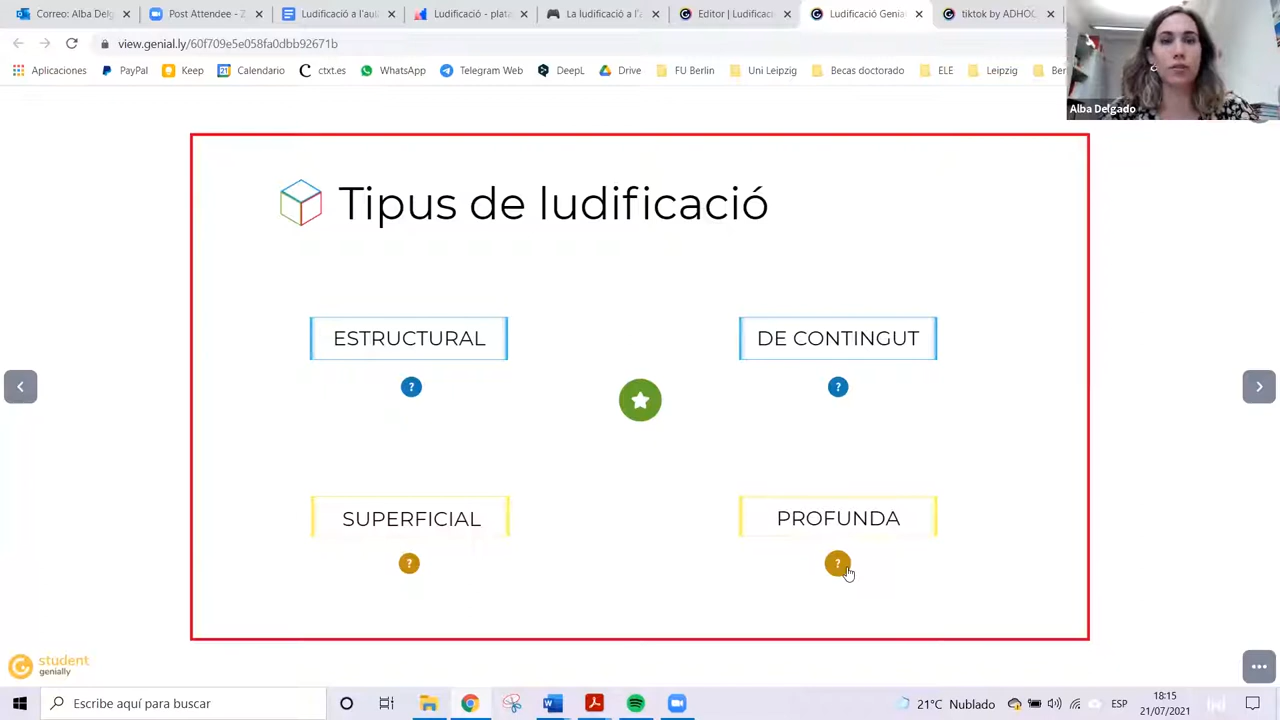 Correo: Alba Delg
Post Attendee - Z
Ludificació a l'aul
Ludificació - plata
La ludificació a l'a
Editor | Ludificac
Ludificació Genia
tiktok by ADHOC
view.genial.ly/60f709e5e058fa0dbb92671b
Aplicaciones
PayPal
Keep
Calendario
ctxt.es
WhatsApp
Telegram Web
DeepL
Drive
FU Berlin
Uni Leipzig
Becas doctorado
ELE
Leipzig
Ber
Alba Delgado
Tipus de ludificació
ESTRUCTURAL
DE CONTINGUT
?
?
SUPERFICIAL
PROFUNDA
?
?
student
genially
Escribe aquí para buscar
21°C Nublado
ESP
18:15
21/07/2021